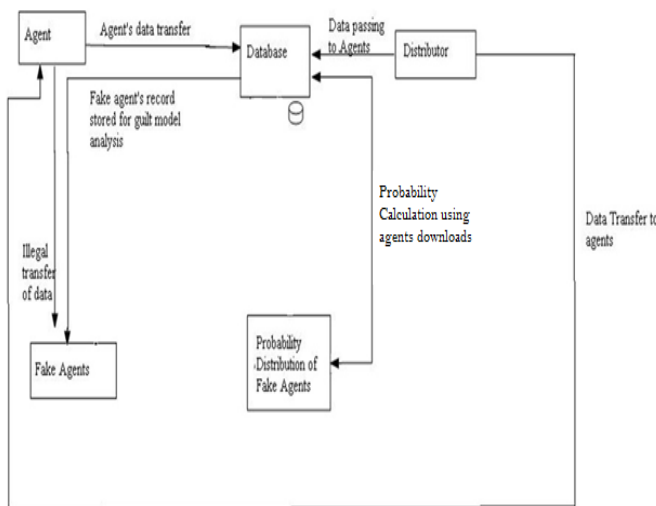 Agent
Agent's data transfer
Database
Data passing
to Agents
Distributor
Fake agent's record
stored for guilt model
analysis
Probability
Calculation using
agents downloads
Data Transfer to
agents
Illegal
transfer
of data
Fake Agents
Probability
Distribution of
Fake Agents